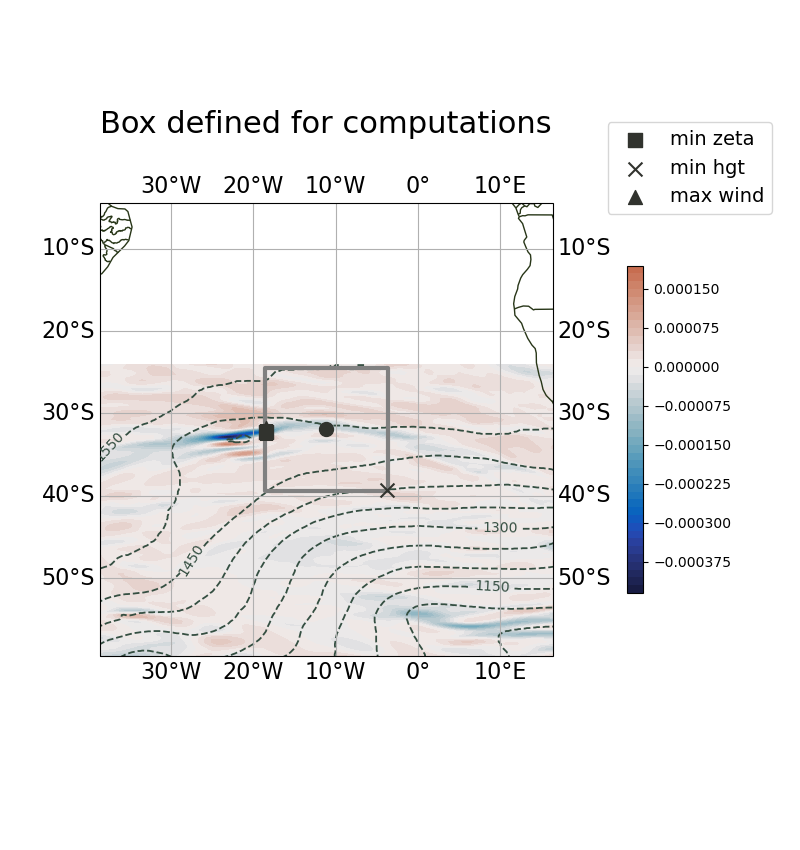 Box defined for computations
min zeta
min hgt
max wind
30°W 20°W 10°W 0° 10°E
10°S 10°S
20°S 20°S
30°S 30°S
40°S 40°S
50°S 50°S
30°W 20°W 10°W 0° 10°E
1550
1450
1300
1150
0.000150
0.000075
0.000000
−0.000075
−0.000150
−0.000225
−0.000300
−0.000375